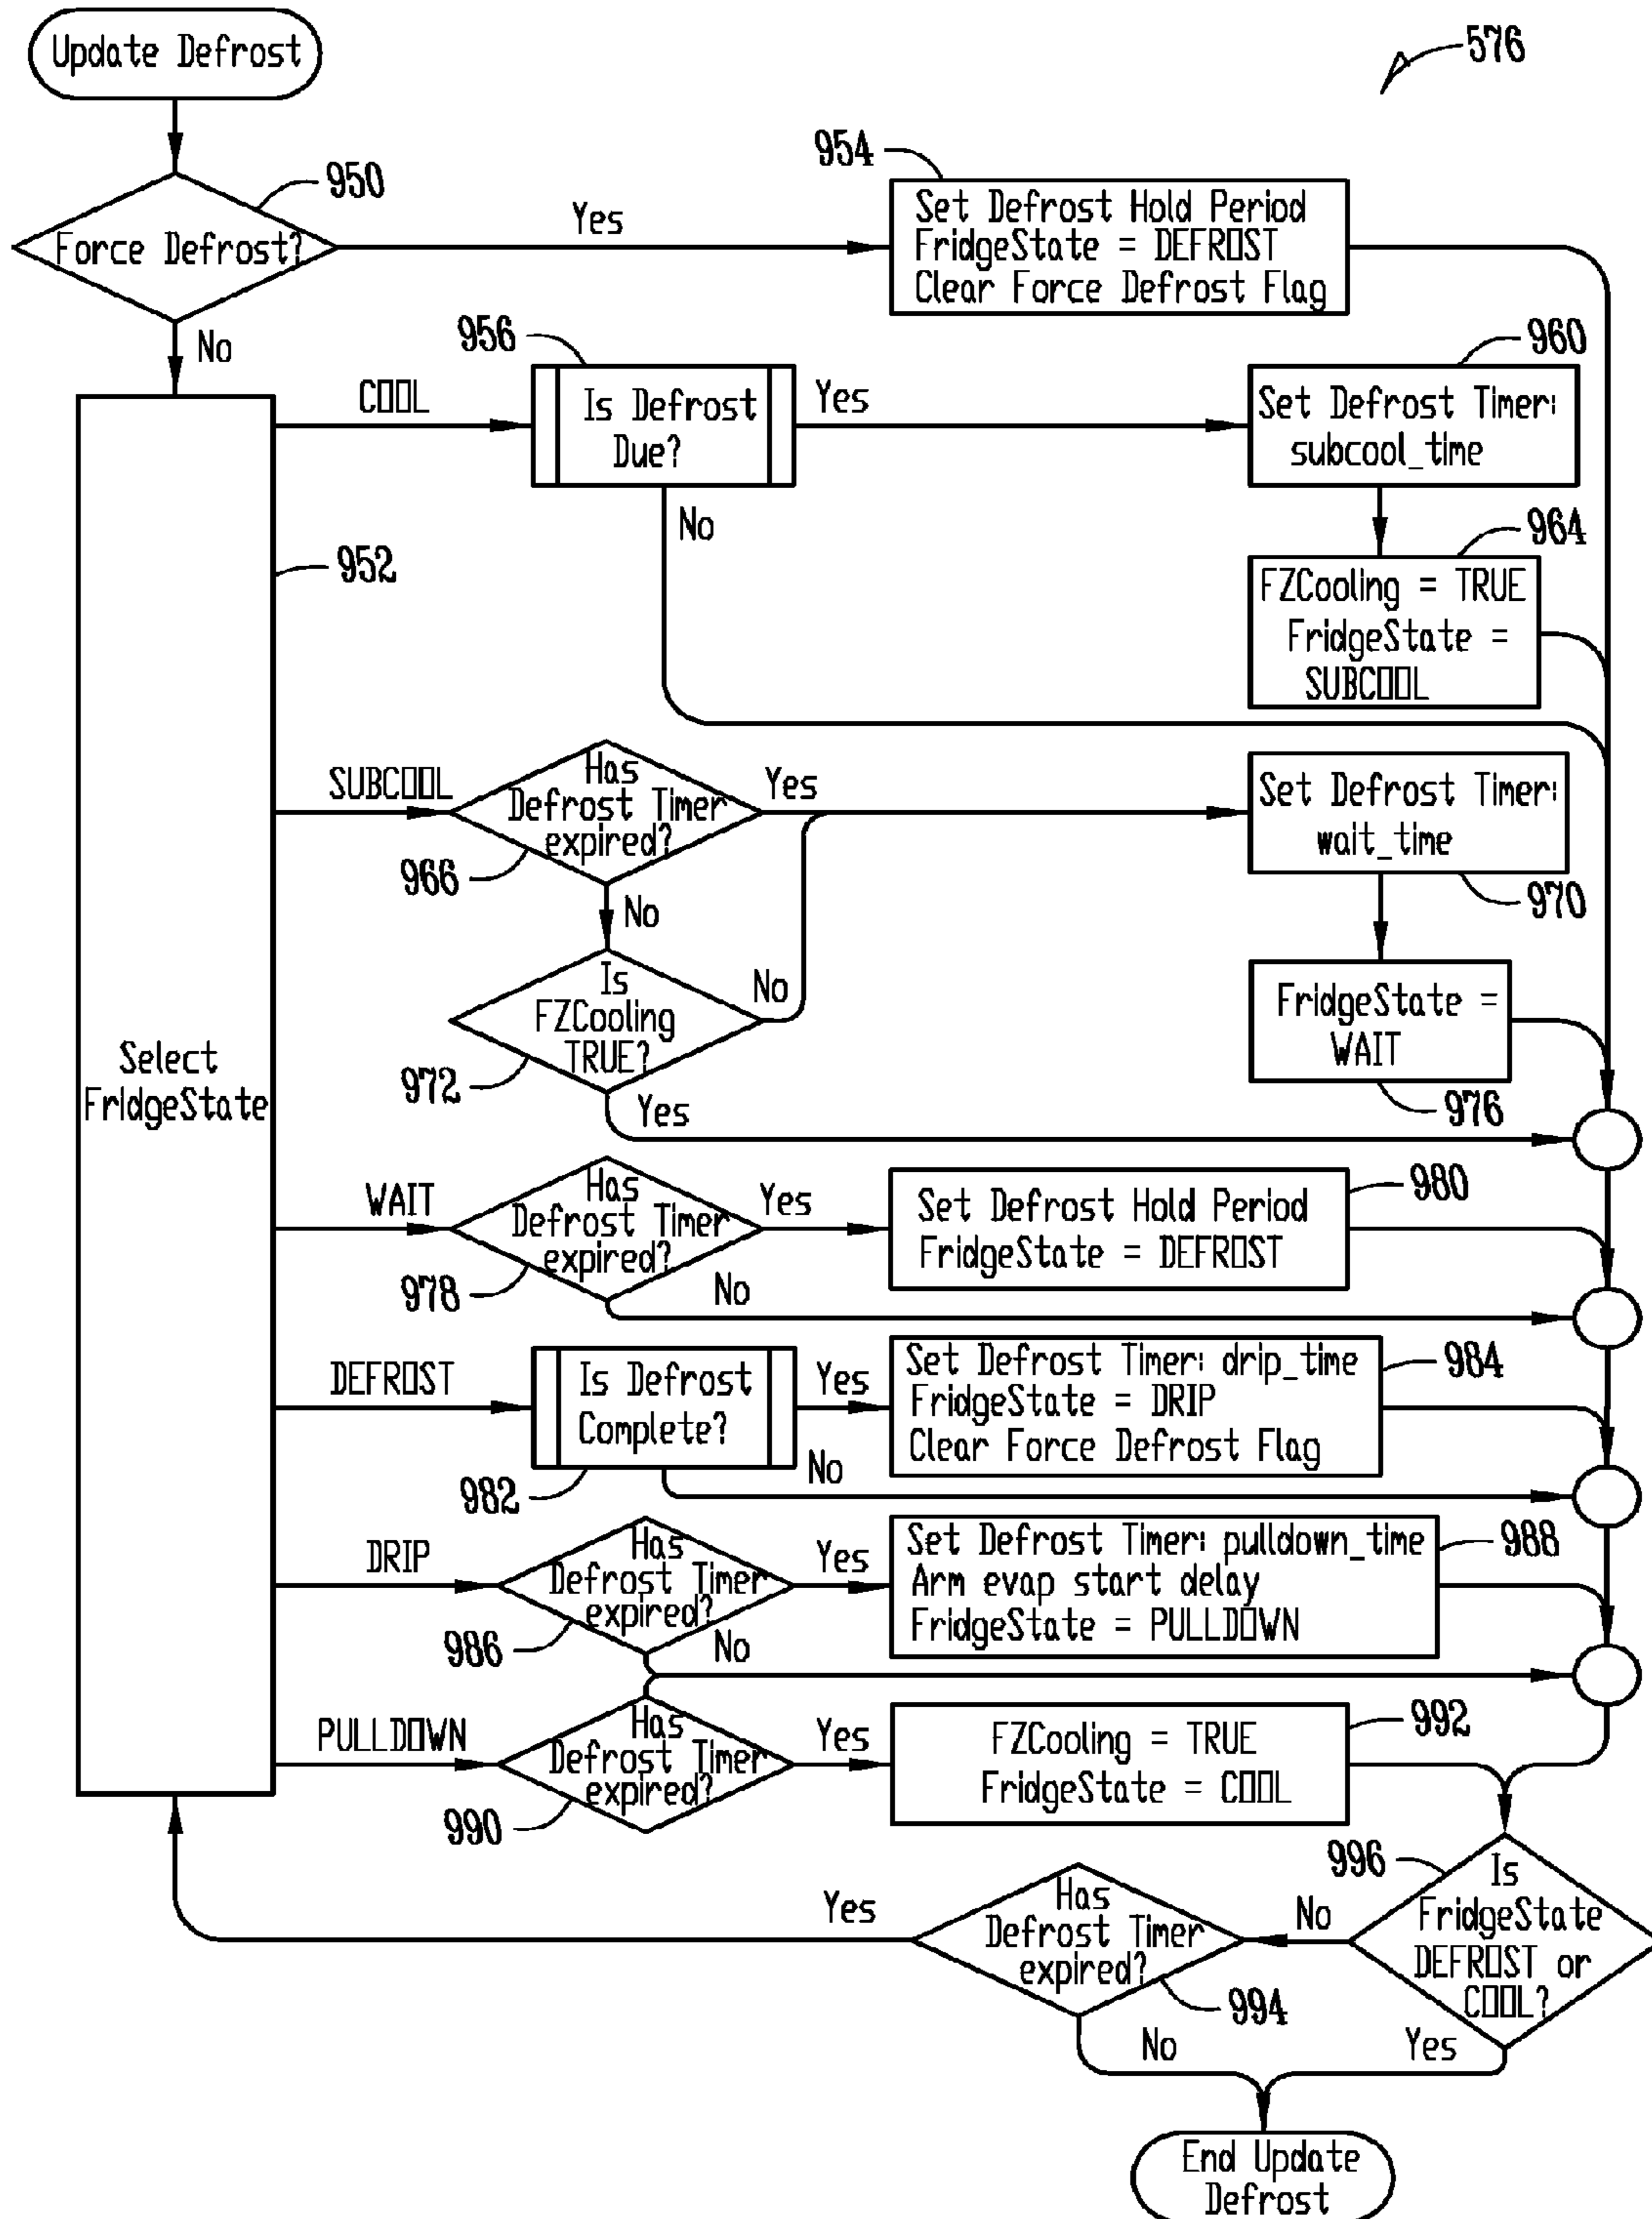 Update Defrost
576
950
Force Defrost?
Yes
No
954
Set Defrost Hold Period
FridgeState = DEFROST
Clear Force Defrost Flag
952
Select
FridgeState
COOL
956
Is Defrost
Due?
Yes
No
960
Set Defrost Timer:
subcool_time
964
FZCooling = TRUE
FridgeState =
SUBCOOL
SUBCOOL
Has
Defrost Timer
expired?
966
Yes
No
Set Defrost Timer:
wait_time
970
Is
FZCooling
TRUE?
972
No
Yes
FridgeState =
WAIT
976
WAIT
Has
Defrost Timer
expired?
978
Yes
No
980
Set Defrost Hold Period
FridgeState = DEFROST
DEFROST
Is Defrost
Complete?
982
Yes
No
984
Set Defrost Timer: drip_time
FridgeState = DRIP
Clear Force Defrost Flag
DRIP
Has
Defrost Timer
expired?
986
Yes
No
988
Set Defrost Timer: pulldown_time
Arm evap start delay
FridgeState = PULLDOWN
PULLDOWN
Has
Defrost Timer
expired?
990
Yes
992
FZCooling = TRUE
FridgeState = COOL
996
Is
FridgeState
DEFROST or
COOL?
No
Yes
Has
Defrost Timer
expired?
994
Yes
No
End Update
Defrost